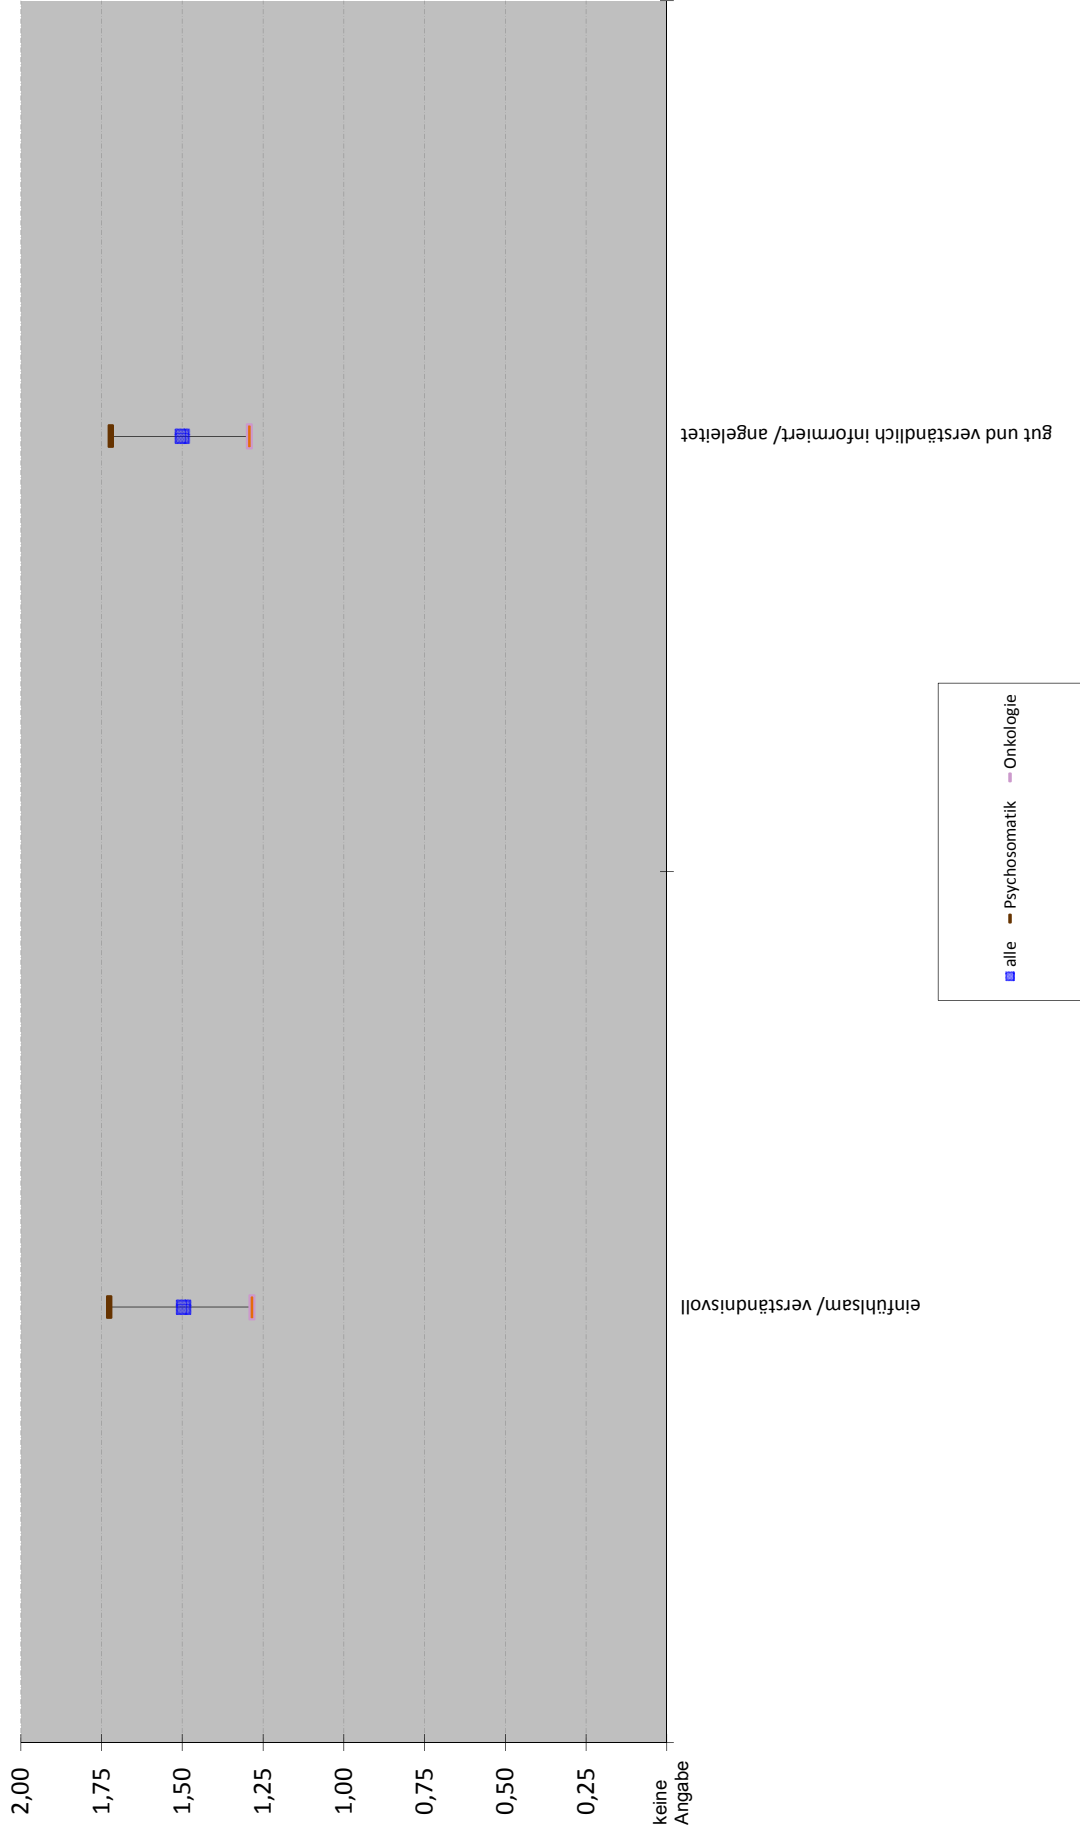 2,00
1,75
1,50
1,25
1,00
0,75
0,50
0,25
keine
Angabe
einfühlsam/ verständnisvoll
gut und verständlich informiert/ angeleitet
alle Psychosomatik Onkologie